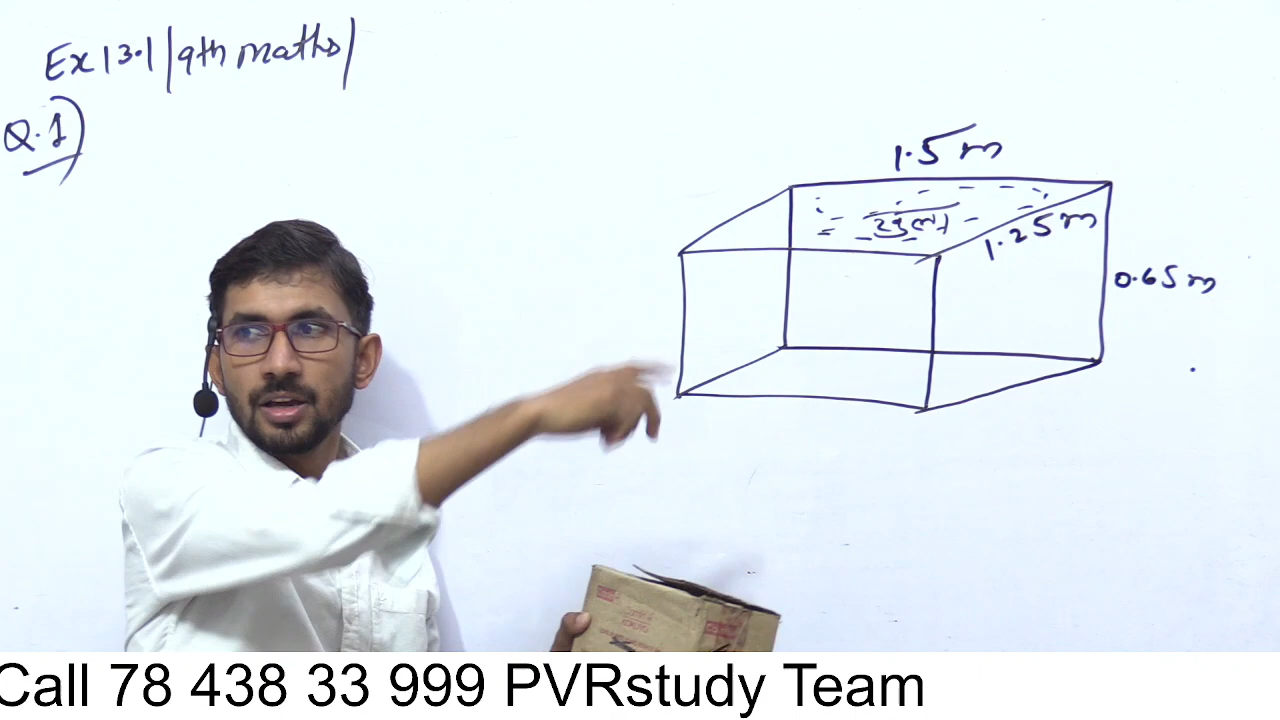 Ex 13.1 | 9th maths |
Q.1)
1.5 m
खुला
1.25 m
0.65 m
Call 78 438 33 999 PVRstudy Team